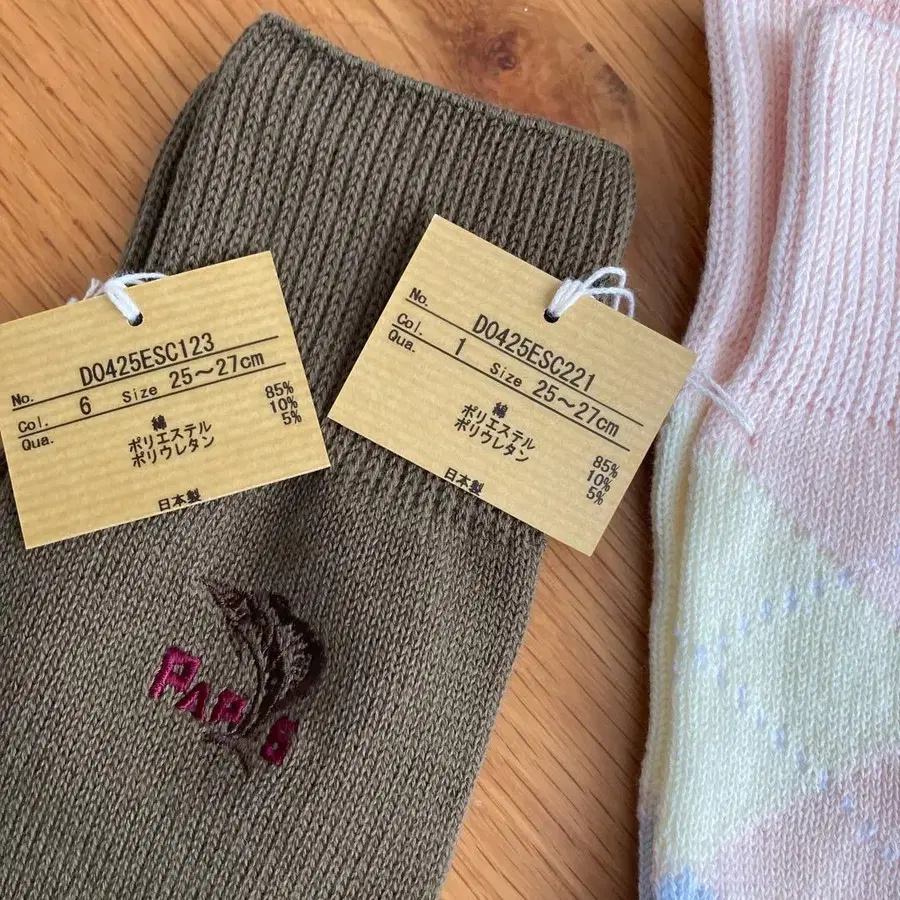 No. D0425ESC123
Col. 6 Size 25～27cm
Qua. 綿 85%
ポリエステル 10%
ポリウレタン 5%
日本製
No. D0425ESC221
Col. 1 Size 25～27cm
Qua. 綿 85%
ポリエステル 10%
ポリウレタン 5%
日本製
PAPAS